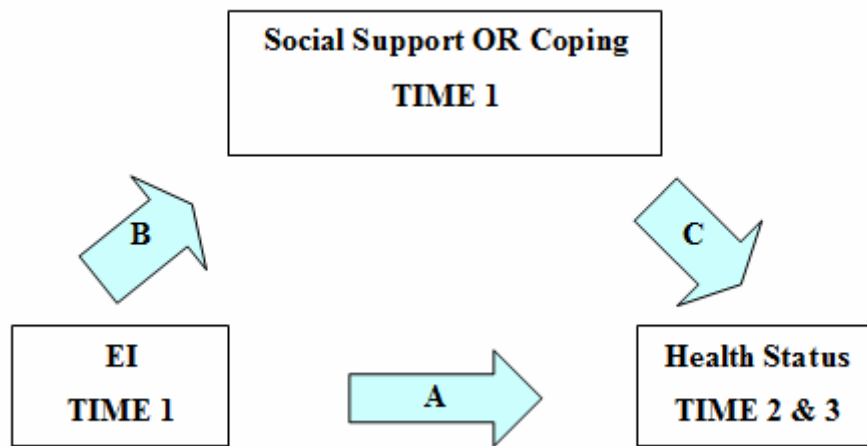 Social Support OR Coping
TIME 1
B
C
EI
TIME 1
A
Health Status
TIME 2 & 3